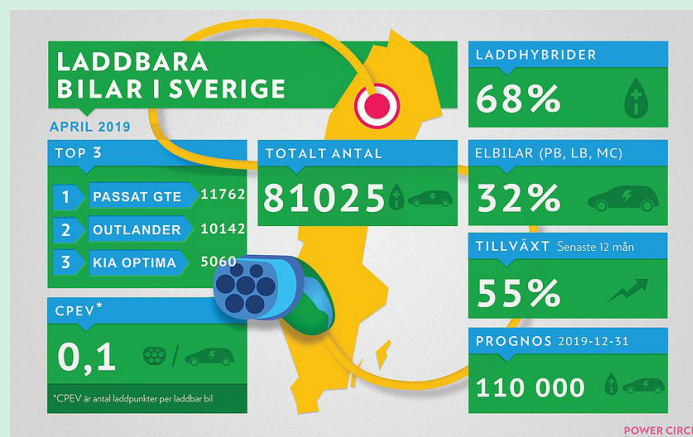 LADDBARA
BILAR I SVERIGE
APRIL 2019
TOP 3
1 PASSAT GTE 11762
2 OUTLANDER 10142
3 KIA OPTIMA 5060
CPEV*
0,1 /
*CPEV är antal laddpunkter per laddbar bil
TOTALT ANTAL
81025
LADDHYBRIDER
68%
ELBILAR (PB, LB, MC)
32%
TILLVÄXT Senaste 12 mån
55%
PROGNOS 2019-12-31
110 000
POWER CIRC